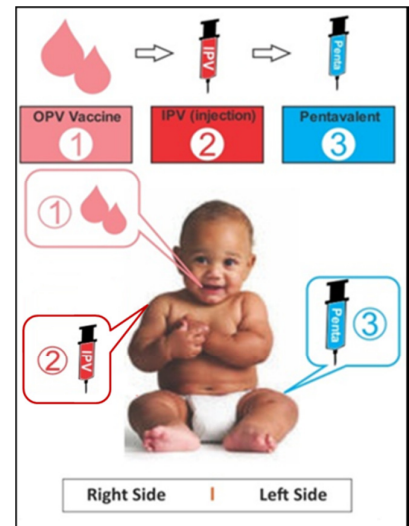 IPV
Penta
OPV Vaccine
IPV (injection)
Pentavalent
1
2
3
1
Penta
3
2
IPV
Right Side I Left Side